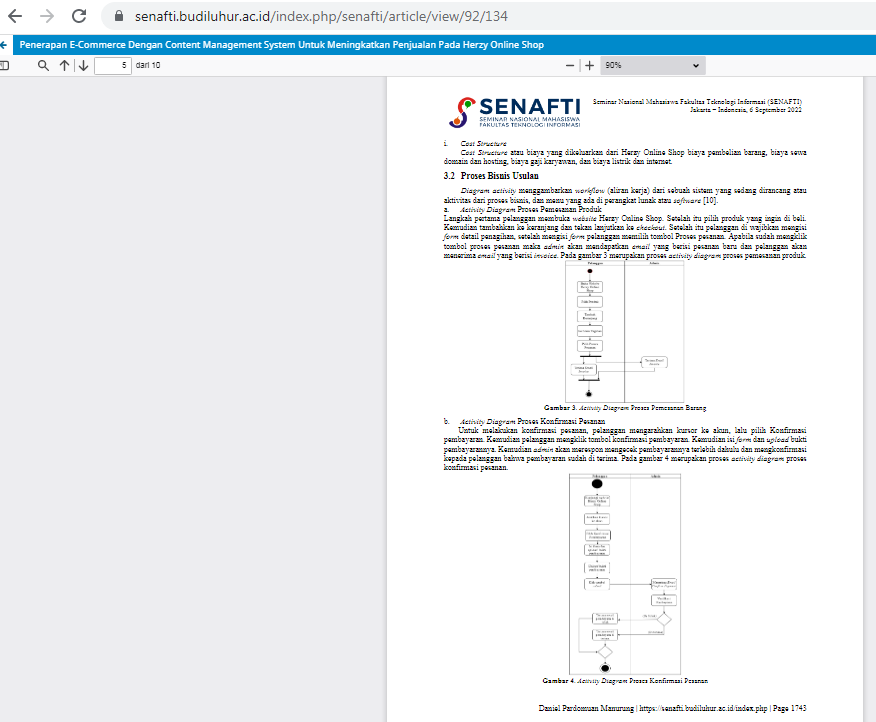 senafti.budiluhur.ac.id/index.php/senafti/article/view/92/134
Penerapan E-Commerce Dengan Content Management System Untuk Meningkatkan Penjualan Pada Herzy Online Shop
5 dari 10
90%
SENAFTI
SEMINAR NASIONAL MAHASISWA
FAKULTAS TEKNOLOGI INFORMASI
Seminar Nasional Mahasiswa Fakultas Teknologi Informasi (SENAFTI)
Jakarta – Indonesia, 6 September 2022
i. Cost Structure
Cost Structure atau biaya yang dikeluarkan dari Herzy Online Shop biaya pembelian barang, biaya sewa
domain dan hosting, biaya gaji karyawan, dan biaya listrik dan internet.
3.2 Proses Bisnis Usulan
Diagram activity menggambarkan workflow (aliran kerja) dari sebuah sistem yang sedang dirancang atau
aktivitas dari proses bisnis, dan menu yang ada di perangkat lunak atau software [10].
a. Activity Diagram Proses Pemesanan Produk
Langkah pertama pelanggan membuka website Herzy Online Shop. Setelah itu pilih produk yang ingin di beli.
Kemudian tambahkan ke keranjang dan tekan lanjutkan ke checkout. Setelah itu pelanggan di wajibkan mengisi
form detail penagihan, setelah mengisi form pelanggan memilih tombol Proses pesanan. Apabila sudah mengklik
tombol proses pesanan maka admin akan mendapatkan email yang berisi pesanan baru dan pelanggan akan
menerima email yang berisi invoice. Pada gambar 3 merupakan proses activity diagram proses pemesanan produk.
Pelanggan
Gambar 3. Activity Diagram Proses Pemesanan Barang
b. Activity Diagram Proses Konfirmasi Pesanan
Untuk melakukan konfirmasi pesanan, pelanggan mengarahkan kursor ke akun, lalu pilih Konfirmasi
pembayaran. Kemudian pelanggan mengklik tombol konfirmasi pembayaran. Kemudian isi form dan upload bukti
pembayarannya. Kemudian admin akan merespon mengecek pembayarannya terlebih dahulu dan mengkonfirmasi
kepada pelanggan bahwa pembayaran sudah di terima. Pada gambar 4 merupakan proses activity diagram proses
konfirmasi pesanan.
Pelanggan
Gambar 4. Activity Diagram Proses Konfirmasi Pesanan
Daniel Pardomuan Manurung | https://senafti.budiluhur.ac.id/index.php | Page 1743